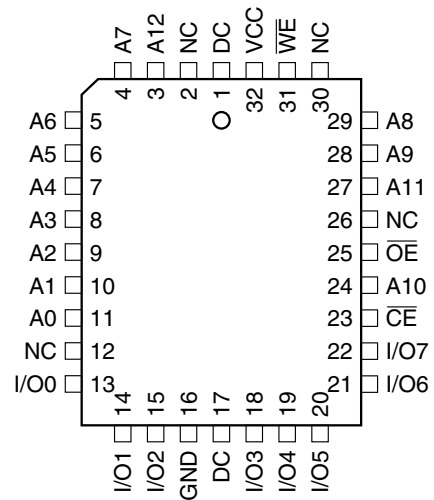 A7 A12 NC DC VCC W̅E̅ NC
4 3 2 1 32 31 30
A6 5 29 A8
A5 6 28 A9
A4 7 27 A11
A3 8 26 NC
A2 9 25 O̅E̅
A1 10 24 A10
A0 11 23 C̅E̅
NC 12 22 I/O7
I/O0 13 21 I/O6
14 15 16 17 18 19 20
I/O1 I/O2 GND DC I/O3 I/O4 I/O5